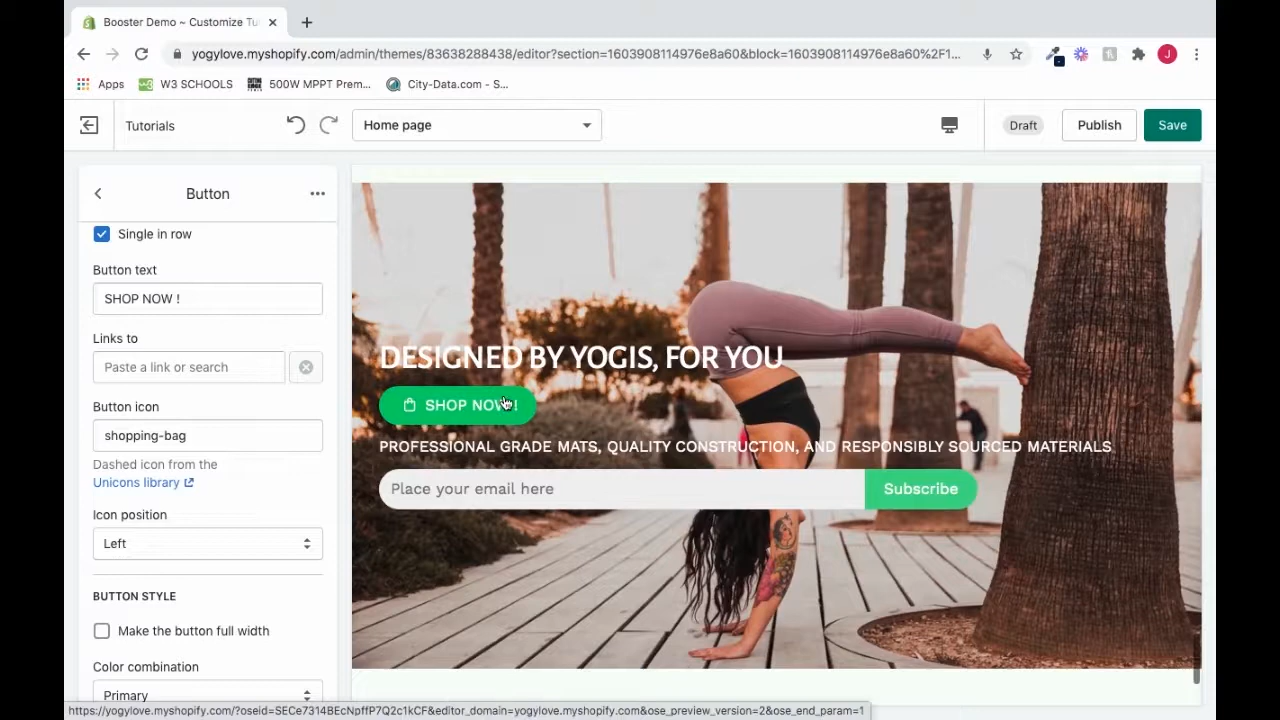 Booster Demo ~ Customize Tu
yogylove.myshopify.com/admin/themes/83638288438/editor?section=1603908114976e8a60&block=1603908114976e8a60%2F1...
J
Apps
W3 SCHOOLS
500W MPPT Prem...
City-Data.com - S...
Tutorials
Home page
Draft
Publish
Save
Button
Single in row
Button text
SHOP NOW !
Links to
Paste a link or search
Button icon
shopping-bag
Dashed icon from the
Unicons library
Icon position
Left
BUTTON STYLE
Make the button full width
Color combination
Primary
DESIGNED BY YOGIS, FOR YOU
SHOP NOW !
PROFESSIONAL GRADE MATS, QUALITY CONSTRUCTION, AND RESPONSIBLY SOURCED MATERIALS
Place your email here
Subscribe
https://yogylove.myshopify.com/?oseid=SECe7314BEcNpffP7Q2c1kCF&editor_domain=yogylove.myshopify.com&ose_preview_version=2&ose_end_param=1